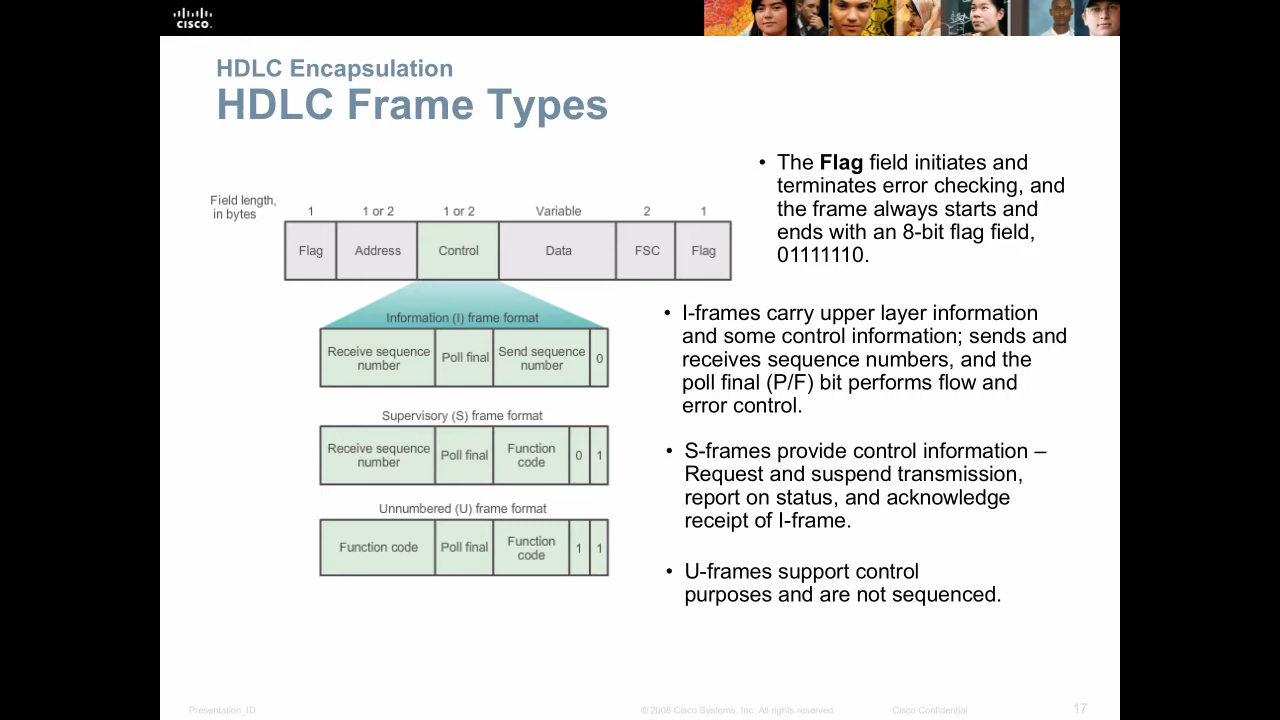 CISCO.
HDLC Encapsulation
HDLC Frame Types
Field length,
in bytes
1 1 or 2 1 or 2 Variable 2 1
Flag Address Control Data FSC Flag
Information (I) frame format
Receive sequence
number
Poll final
Send sequence
number
0
Supervisory (S) frame format
Receive sequence
number
Poll final
Function
code
0 1
Unnumbered (U) frame format
Function code
Poll final
Function
code
1 1
• The Flag field initiates and
terminates error checking, and
the frame always starts and
ends with an 8-bit flag field,
01111110.
• I-frames carry upper layer information
and some control information; sends and
receives sequence numbers, and the
poll final (P/F) bit performs flow and
error control.
• S-frames provide control information –
Request and suspend transmission,
report on status, and acknowledge
receipt of I-frame.
• U-frames support control
purposes and are not sequenced.
Presentation_ID © 2008 Cisco Systems, Inc. All rights reserved. Cisco Confidential 17